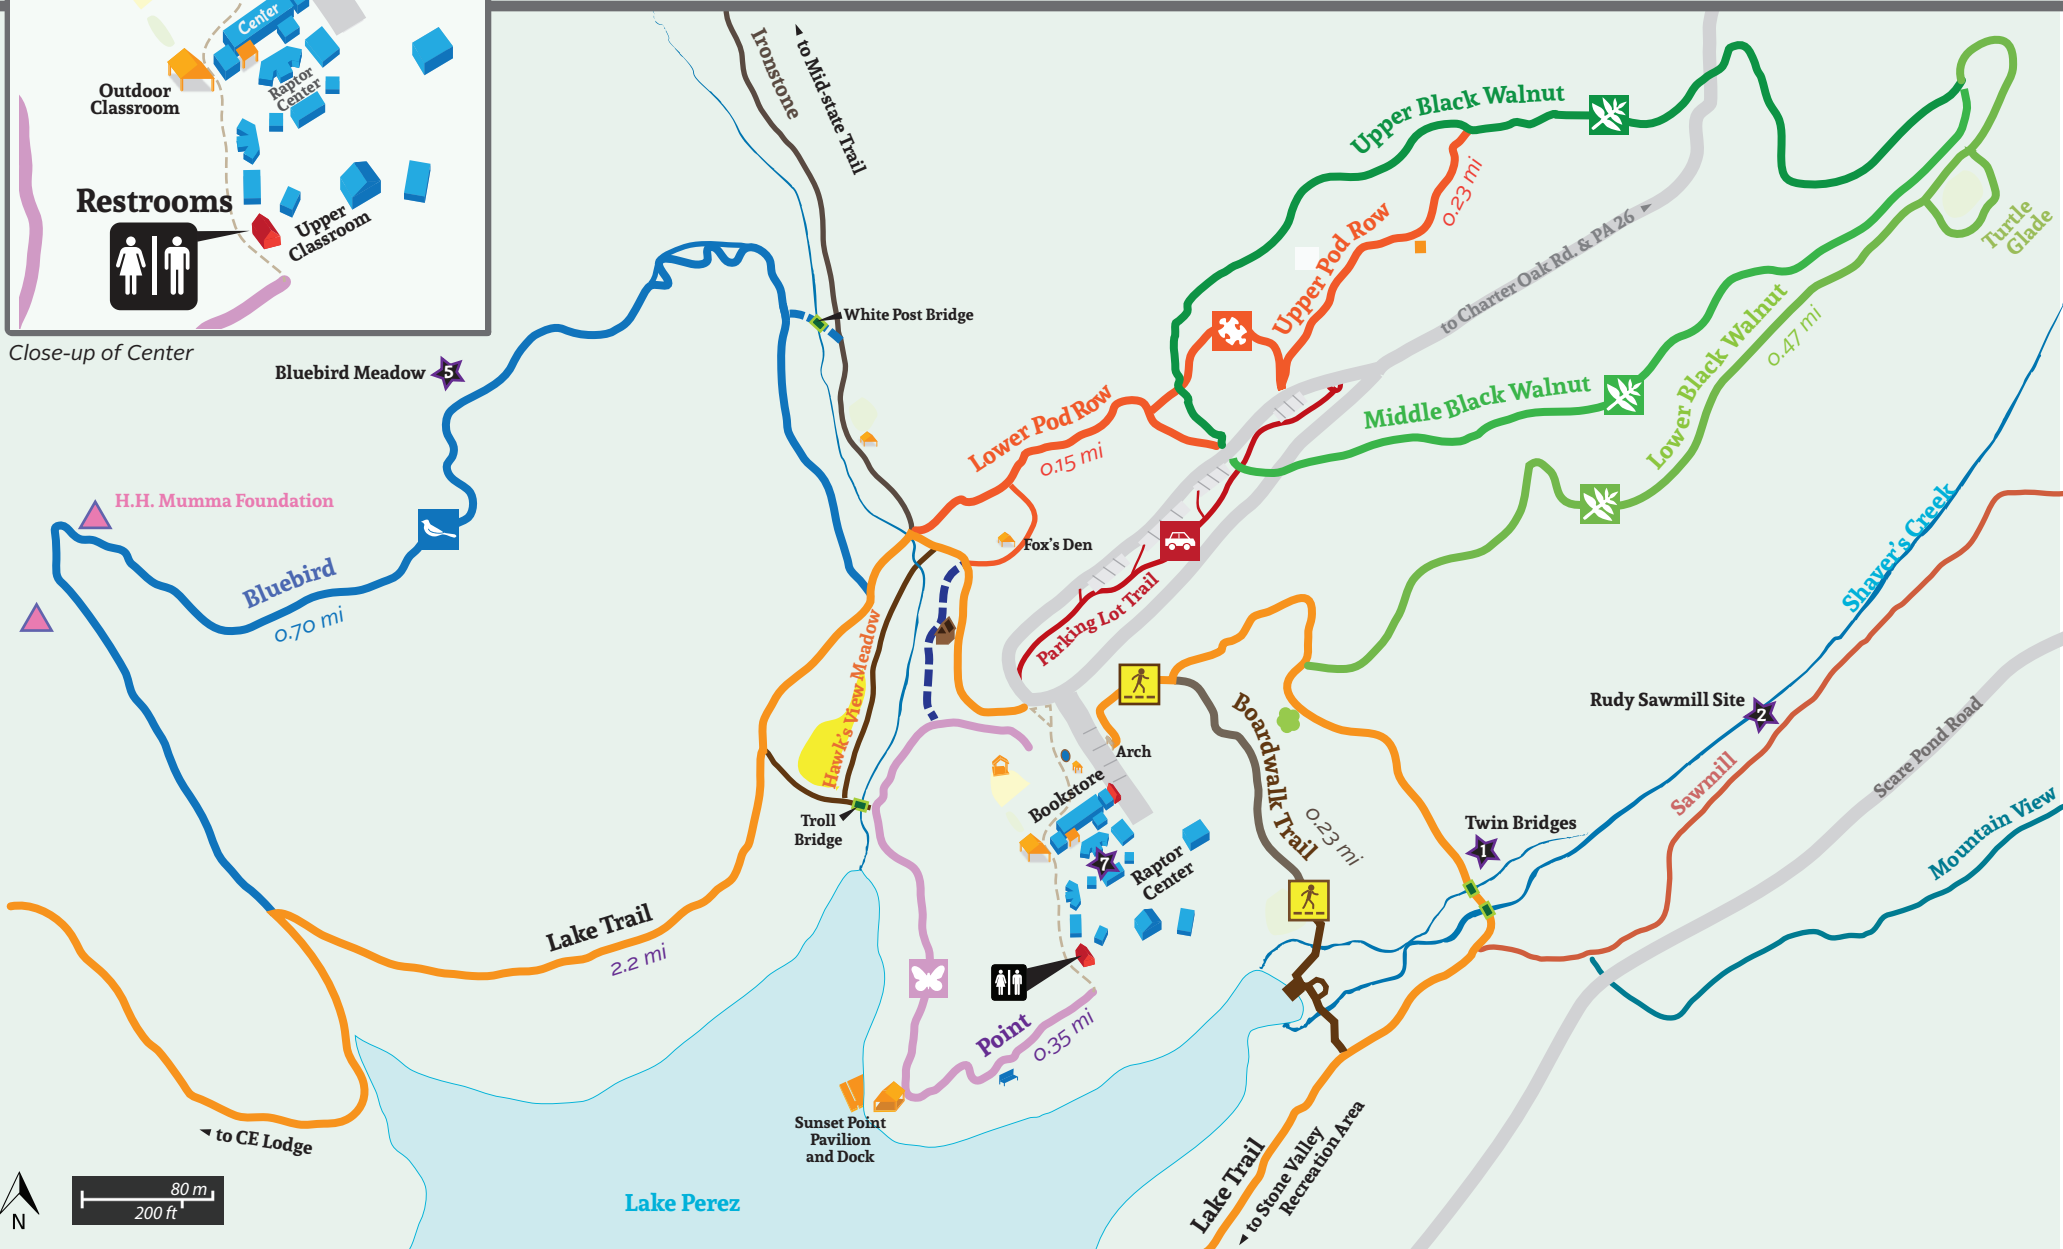 Center
Raptor
Center
Outdoor
Classroom
Restrooms
Upper
Classroom
Close-up of Center
Ironstone
to Mid-state Trail
Upper Black Walnut
0.23 mi
Upper Pod Row
to Charter Oak Rd. & PA 26
Turtle
Glade
White Post Bridge
Bluebird Meadow
5
Lower Black Walnut
0.47 mi
Middle Black Walnut
Lower Pod Row
0.15 mi
H.H. Mumma Foundation
Bluebird
0.70 mi
Fox's Den
Shaver's Creek
Parking Lot Trail
Hawk's View Meadow
Rudy Sawmill Site
2
Boardwalk Trail
0.23 mi
Arch
Bookstore
Sawmill
Scare Pond Road
Troll
Bridge
Twin Bridges
1
Mountain View
7
Raptor
Center
Lake Trail
2.2 mi
Point
0.35 mi
Sunset Point
Pavilion
and Dock
to CE Lodge
Lake Trail
to Stone Valley
Recreation Area
Lake Perez
N
80 m
200 ft